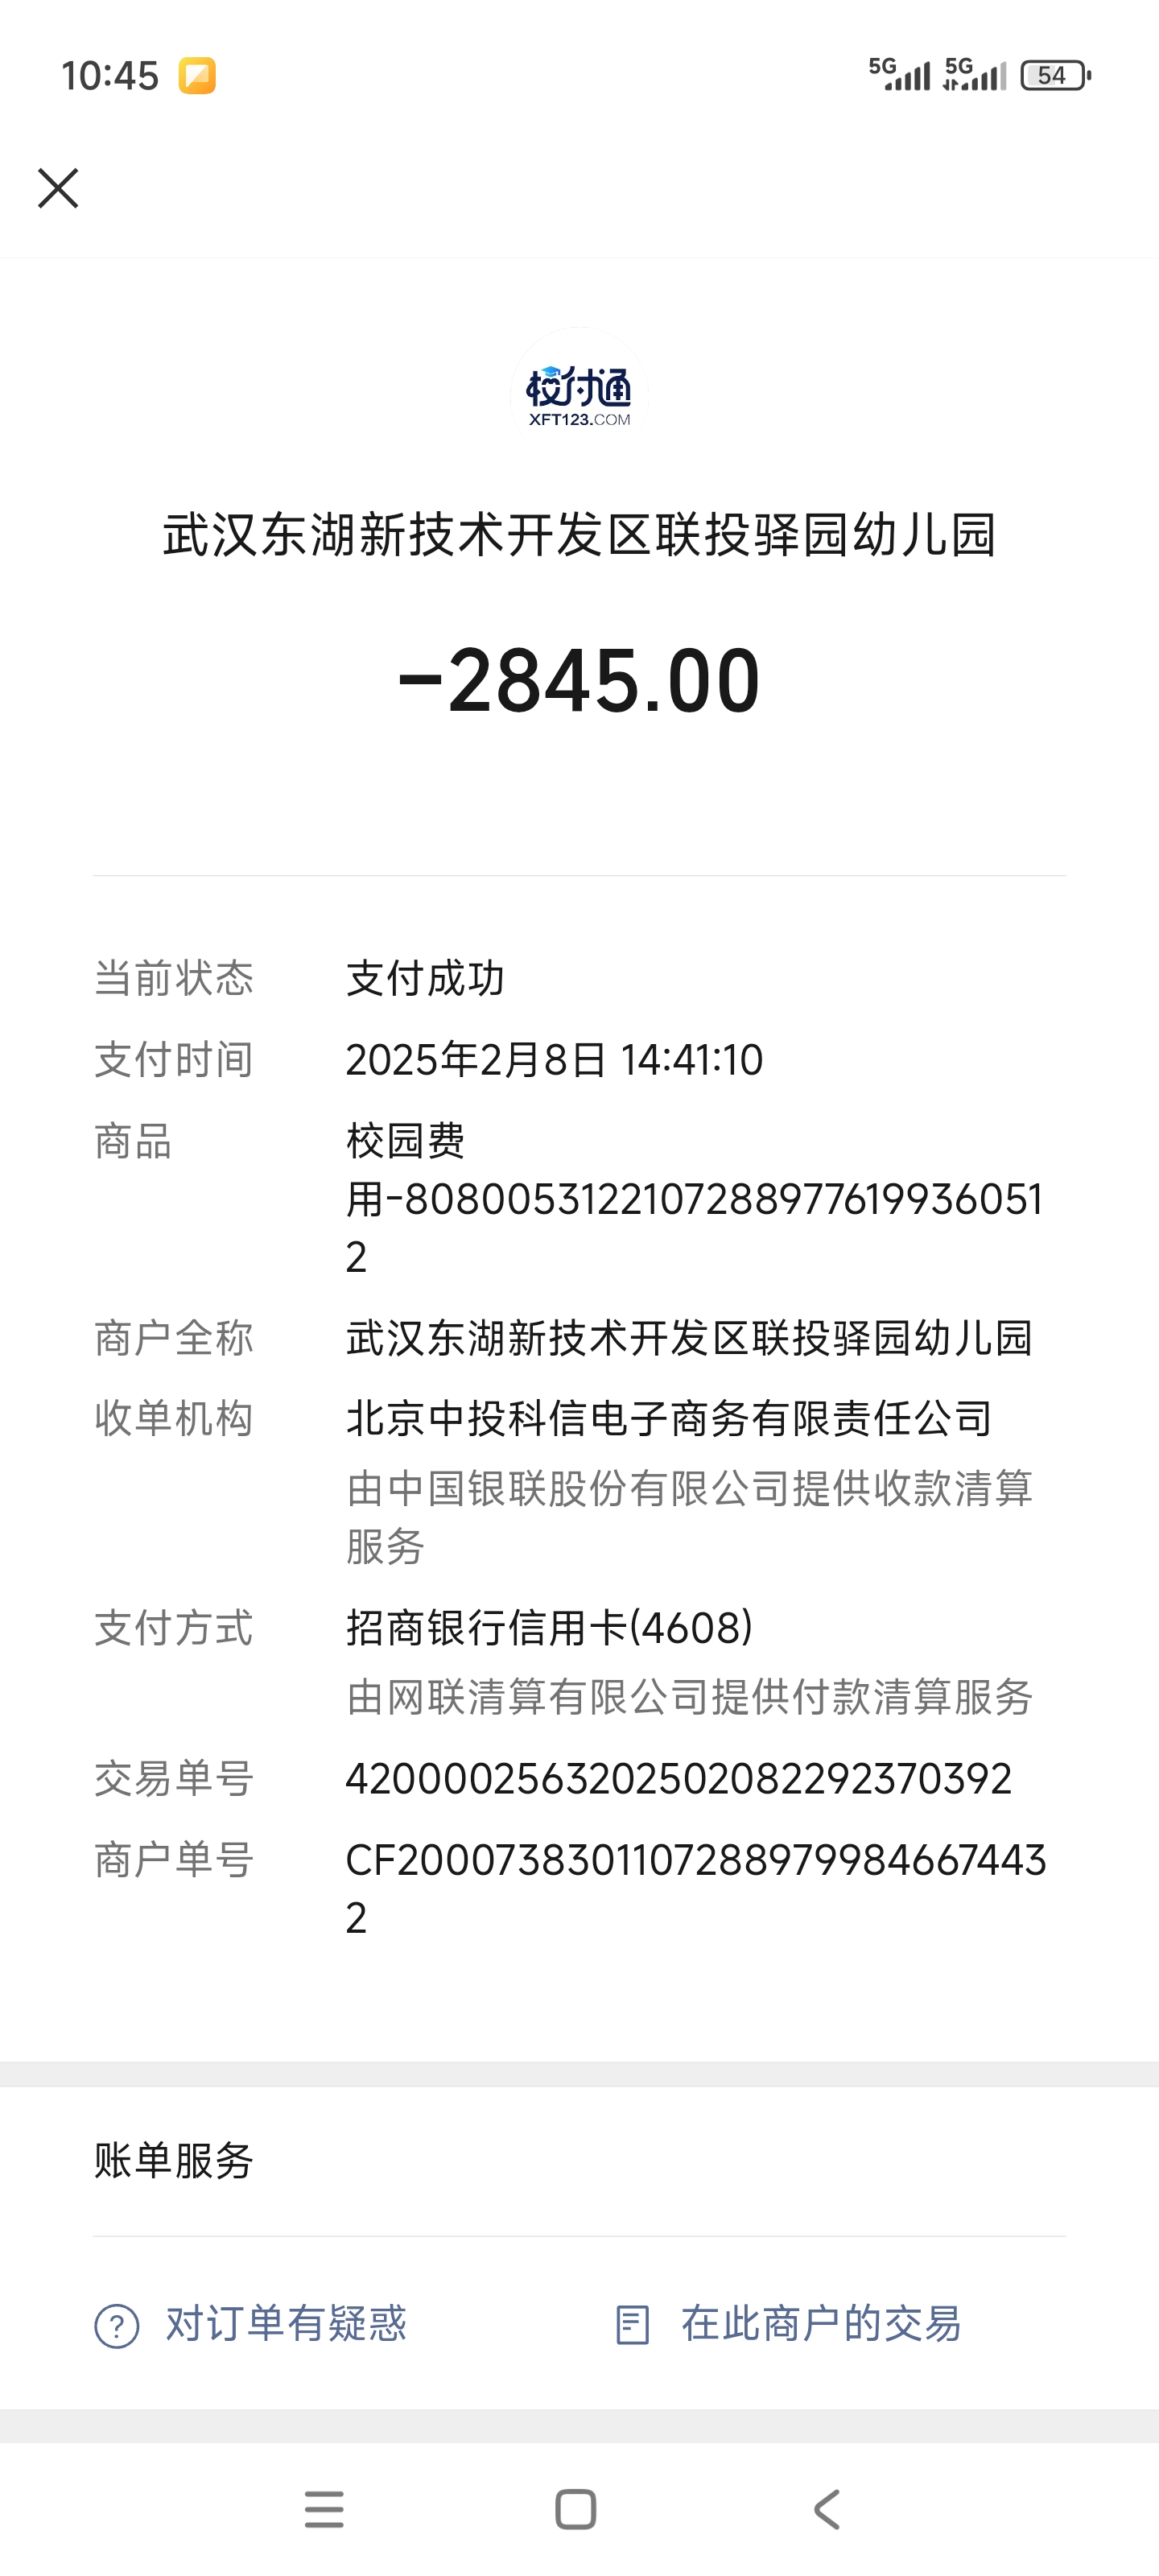 10:45
5G 5G 54
校付通
XFT123.COM
武汉东湖新技术开发区联投驿园幼儿园
-2845.00
当前状态 支付成功
支付时间 2025年2月8日 14:41:10
商品 校园费
用-8080053122107288977619936051
2
商户全称 武汉东湖新技术开发区联投驿园幼儿园
收单机构 北京中投科信电子商务有限责任公司
由中国银联股份有限公司提供收款清算
服务
支付方式 招商银行信用卡(4608)
由网联清算有限公司提供付款清算服务
交易单号 4200002563202502082292370392
商户单号 CF20007383011072889799846674443
2
账单服务
? 对订单有疑惑 在此商户的交易